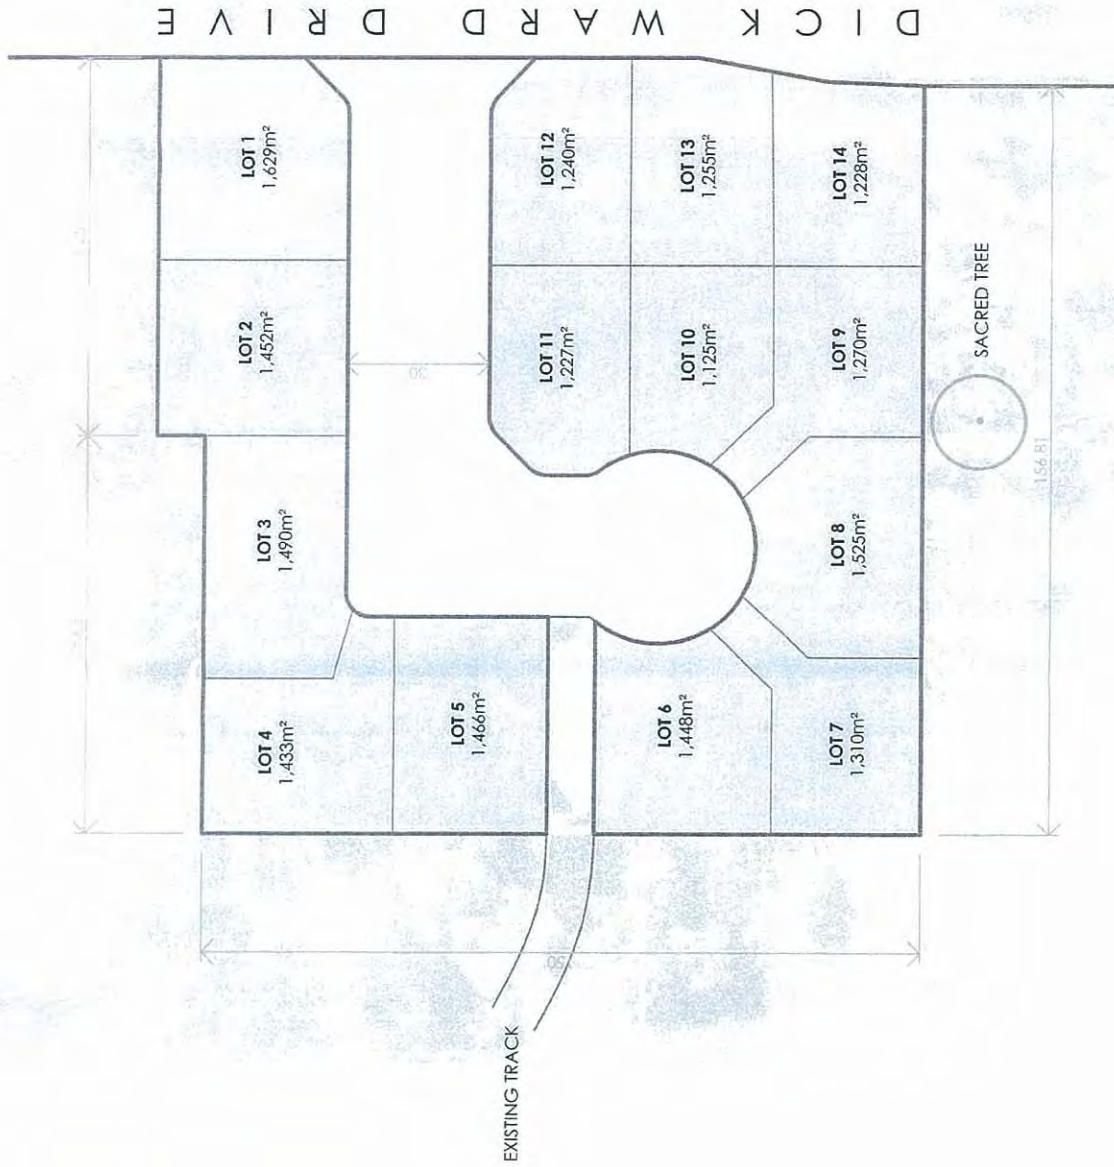 DICK WARD DRIVE
LOT 1
1,629m²
LOT 2
1,452m²
LOT 3
1,490m²
LOT 4
1,433m²
LOT 5
1,466m²
LOT 6
1,448m²
LOT 7
1,310m²
LOT 8
1,525m²
LOT 9
1,270m²
LOT 10
1,125m²
LOT 11
1,227m²
LOT 12
1,240m²
LOT 13
1,255m²
LOT 14
1,228m²
SACRED TREE
156.81
EXISTING TRACK